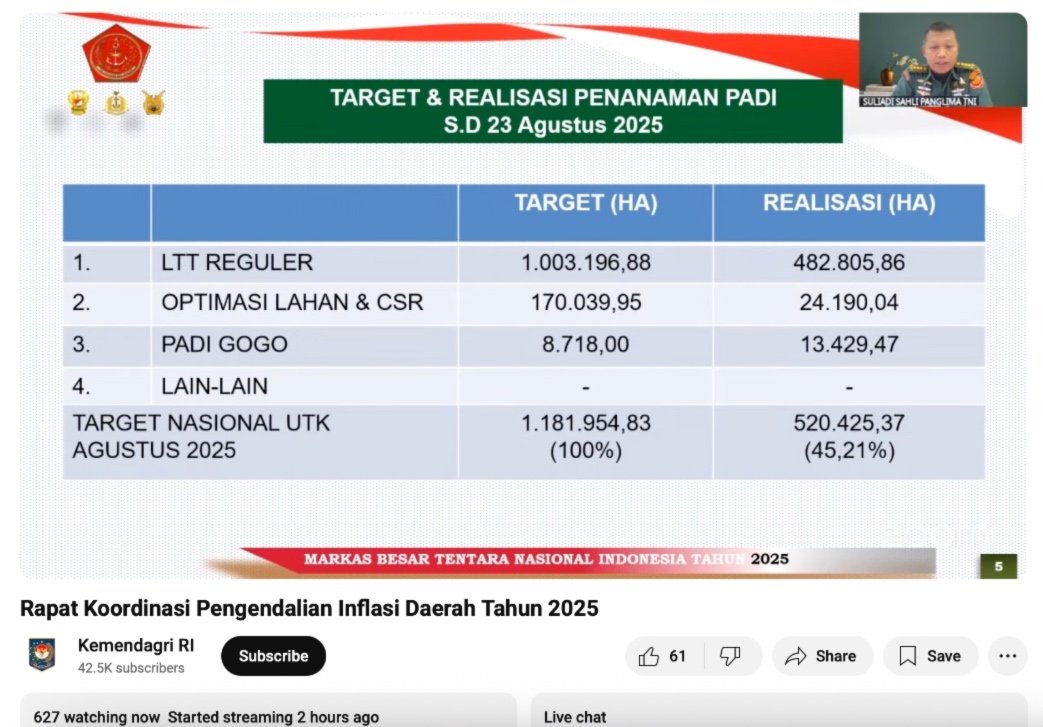 SULIADI SAHLI PANGLIMA TNI
TARGET & REALISASI PENANAMAN PADI
S.D 23 Agustus 2025
TARGET (HA) REALISASI (HA)
1. LTT REGULER 1.003.196,88 482.805,86
2. OPTIMASI LAHAN & CSR 170.039,95 24.190,04
3. PADI GOGO 8.718,00 13.429,47
4. LAIN-LAIN - -
TARGET NASIONAL UTK 1.181.954,83 520.425,37
AGUSTUS 2025 (100%) (45,21%)
zoom
MARKAS BESAR TENTARA NASIONAL INDONESIA TAHUN 2025
5
Rapat Koordinasi Pengendalian Inflasi Daerah Tahun 2025
Kemendagri RI
42.5K subscribers
Subscribe
61
Share
Save
627 watching now Started streaming 2 hours ago
Live chat